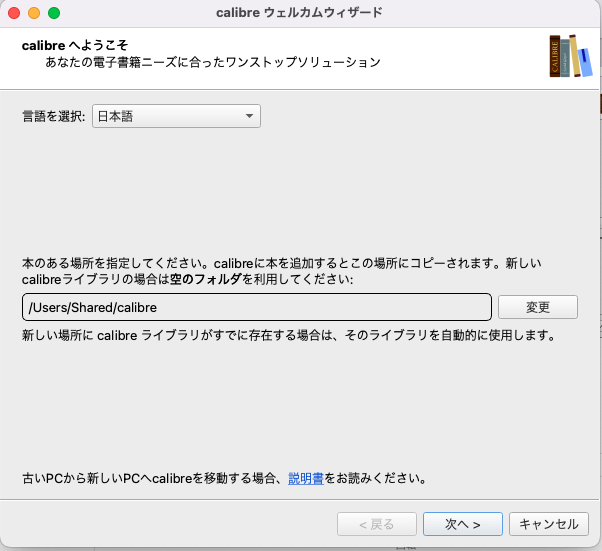 calibre ウェルカムウィザード
calibre へようこそ
あなたの電子書籍ニーズに合ったワンストップソリューション
CALIBRE
言語を選択: 日本語
本のある場所を指定してください。calibreに本を追加するとこの場所にコピーされます。新しい
calibreライブラリの場合は空のフォルダを利用してください:
/Users/Shared/calibre
変更
新しい場所に calibre ライブラリがすでに存在する場合は、そのライブラリを自動的に使用します。
古いPCから新しいPCへcalibreを移動する場合、説明書をお読みください。
< 戻る
次へ >
キャンセル